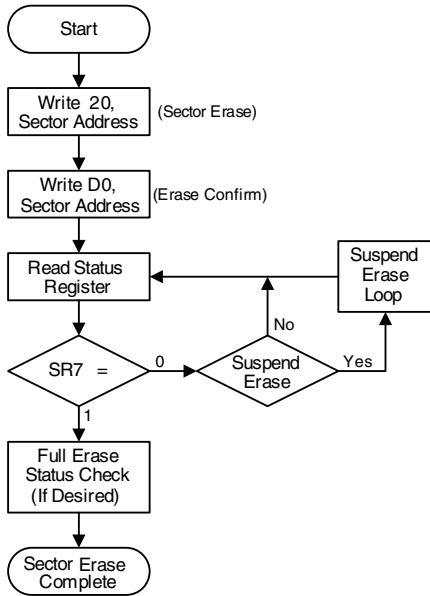 Start
Write 20,
Sector Address
(Sector Erase)
Write D0,
Sector Address
(Erase Confirm)
Read Status
Register
Suspend
Erase
Loop
No
SR7 =
0
Suspend
Erase
Yes
1
Full Erase
Status Check
(If Desired)
Sector Erase
Complete